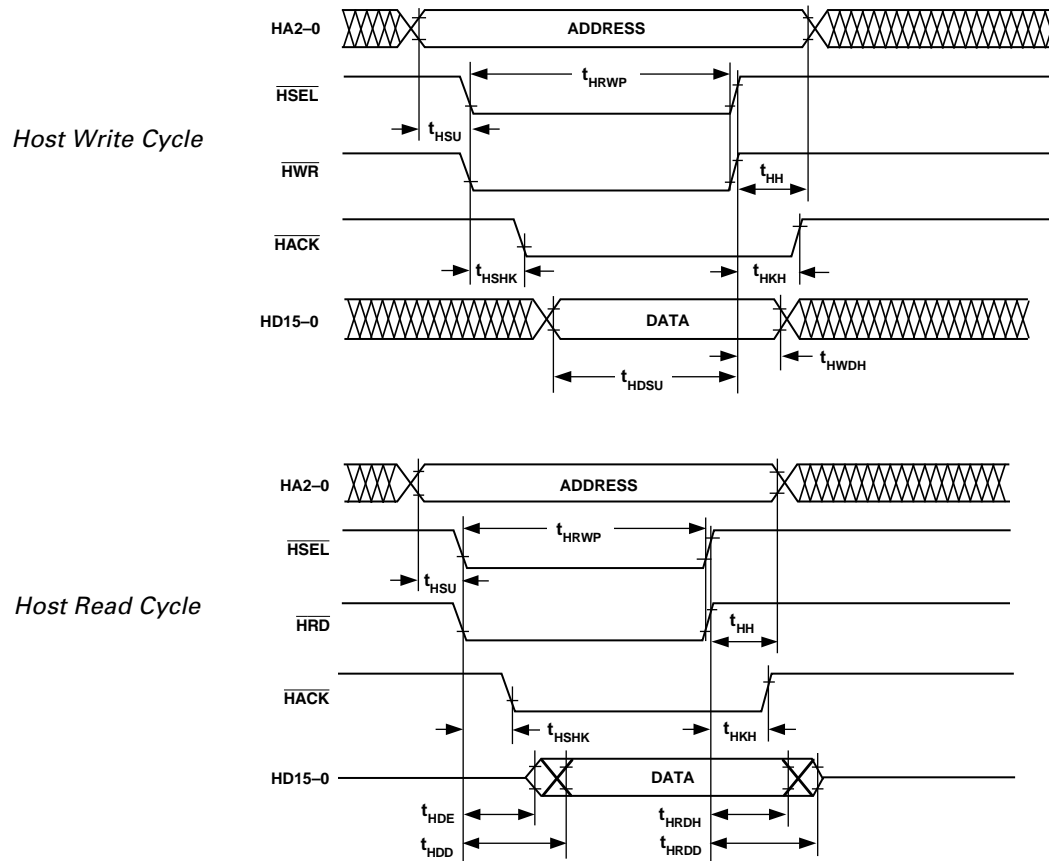 HA2–0
ADDRESS
tHRWP
HSEL
Host Write Cycle
tHSU
HWR
tHH
HACK
tHSHK
tHKH
HD15–0
DATA
tHWDH
tHDSU
HA2–0
ADDRESS
tHRWP
HSEL
tHSU
Host Read Cycle
HRD
tHH
HACK
tHSHK
tHKH
HD15–0
DATA
tHDE
tHRDH
tHDD
tHRDD